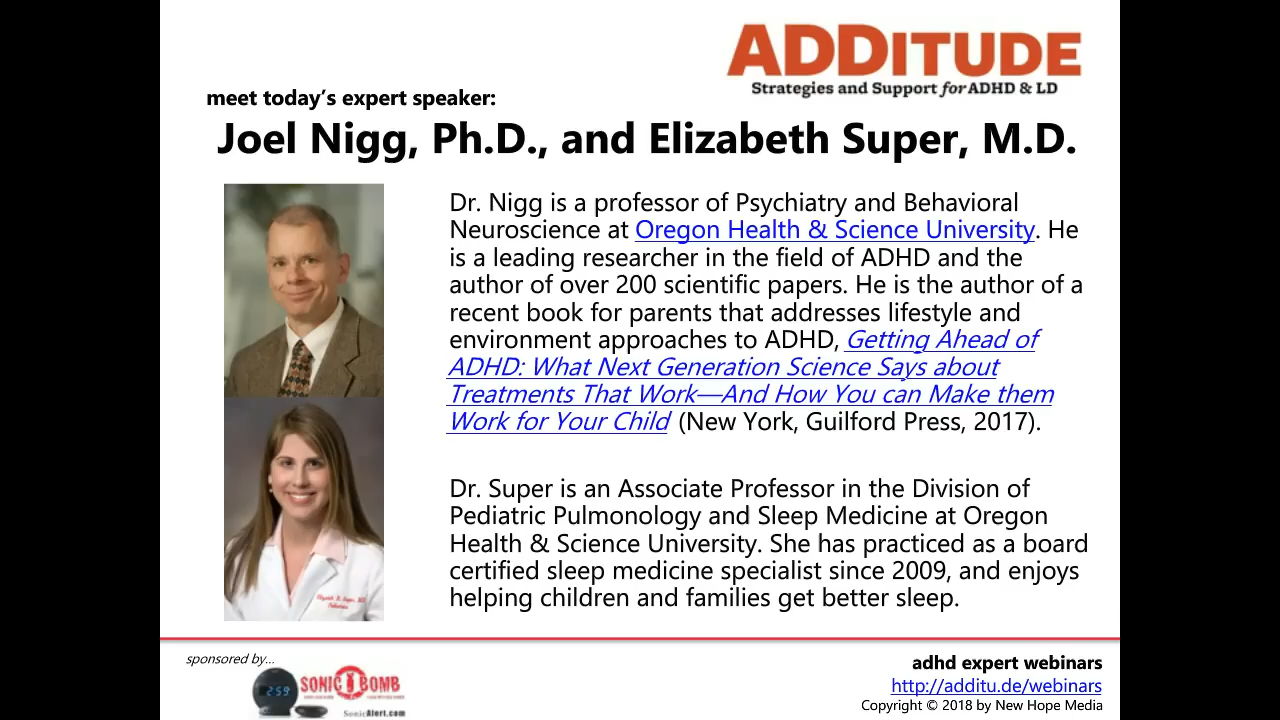 ADDITUDE
Strategies and Support for ADHD & LD
meet today's expert speaker:
Joel Nigg, Ph.D., and Elizabeth Super, M.D.
Dr. Nigg is a professor of Psychiatry and Behavioral
Neuroscience at Oregon Health & Science University. He
is a leading researcher in the field of ADHD and the
author of over 200 scientific papers. He is the author of a
recent book for parents that addresses lifestyle and
environment approaches to ADHD, Getting Ahead of
ADHD: What Next Generation Science Says about
Treatments That Work—And How You can Make them
Work for Your Child (New York, Guilford Press, 2017).
Dr. Super is an Associate Professor in the Division of
Pediatric Pulmonology and Sleep Medicine at Oregon
Health & Science University. She has practiced as a board
certified sleep medicine specialist since 2009, and enjoys
helping children and families get better sleep.
sponsored by...
2:59
SONIC BOMB
SonicAlert.com
adhd expert webinars
http://additu.de/webinars
Copyright © 2018 by New Hope Media